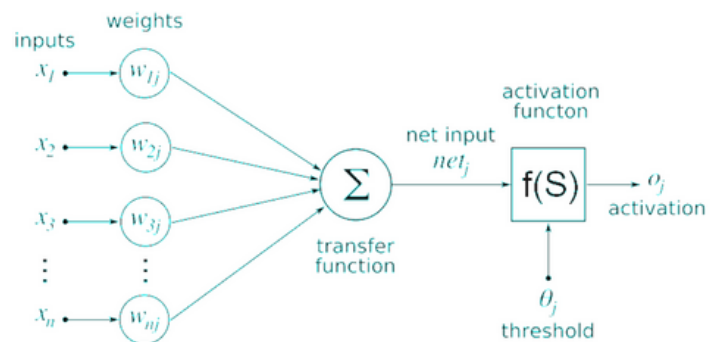 weights
inputs
x₁
w₁ⱼ
activation
functon
x₂
w₂ⱼ
net input
netⱼ
Σ
f(S)
oⱼ
activation
x₃
w₃ⱼ
transfer
function
⋮
⋮
θⱼ
threshold
xₙ
wₙⱼ